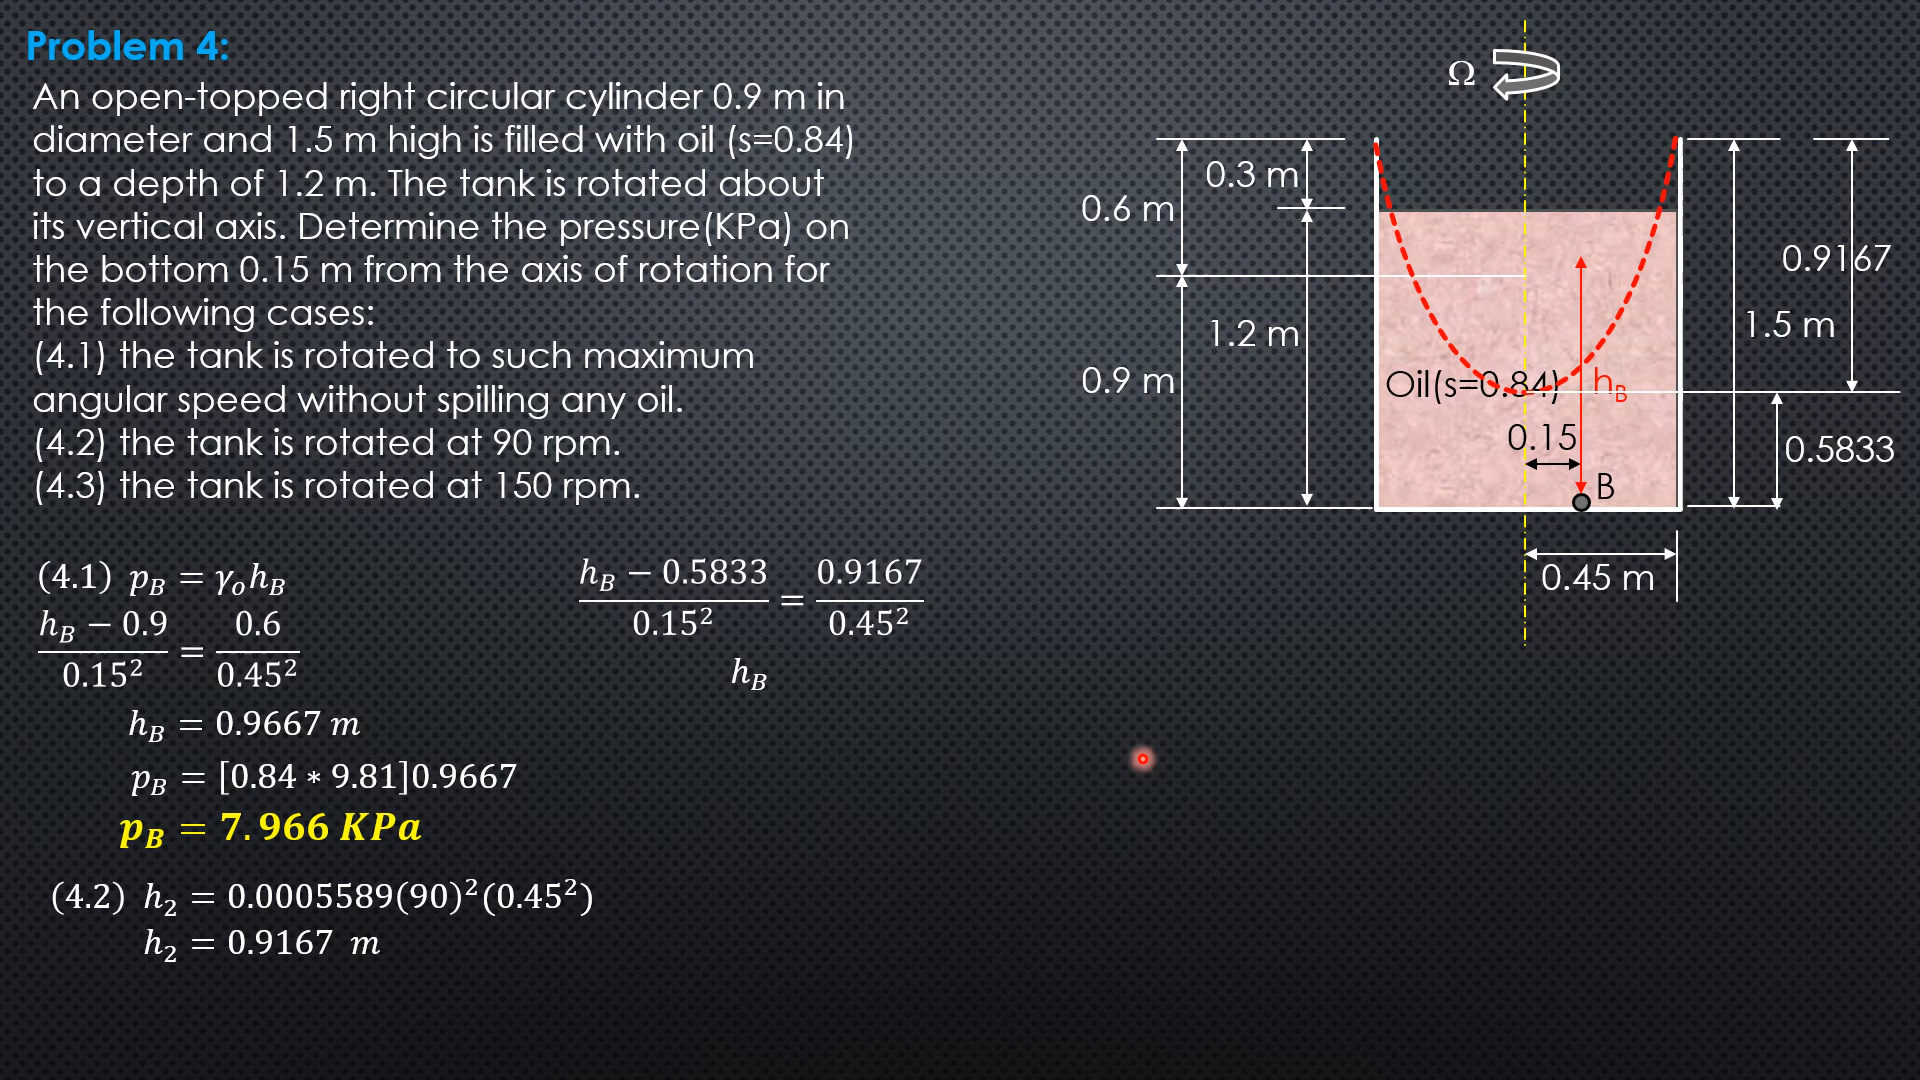 Problem 4:
An open-topped right circular cylinder 0.9 m in
diameter and 1.5 m high is filled with oil (s=0.84)
to a depth of 1.2 m. The tank is rotated about
its vertical axis. Determine the pressure(KPa) on
the bottom 0.15 m from the axis of rotation for
the following cases:
(4.1) the tank is rotated to such maximum
angular speed without spilling any oil.
(4.2) the tank is rotated at 90 rpm.
(4.3) the tank is rotated at 150 rpm.
(4.1) p_B = γ_o h_B
(h_B − 0.9)/0.15² = 0.6/0.45²
h_B = 0.9667 m
p_B = [0.84 * 9.81]0.9667
p_B = 7.966 KPa
(4.2) h_2 = 0.0005589(90)²(0.45²)
h_2 = 0.9167 m
(h_B − 0.5833)/0.15² = 0.9167/0.45²
h_B
Ω
0.3 m
0.6 m
0.9167
1.2 m
1.5 m
0.9 m
Oil(s=0.84)
h_B
0.15
0.5833
B
0.45 m